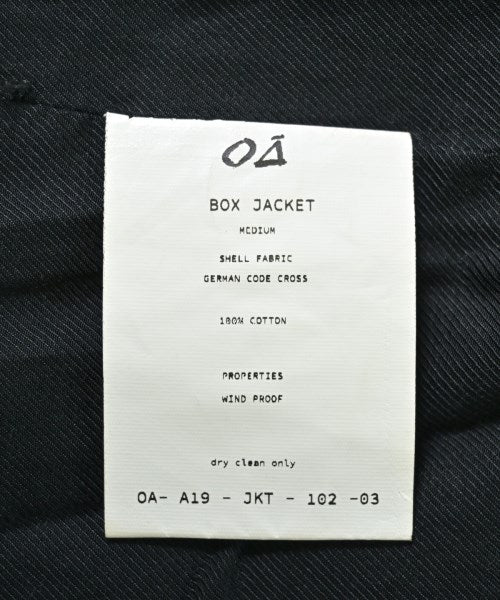 OĀ
BOX JACKET
MEDIUM
SHELL FABRIC
GERMAN CODE CROSS
100% COTTON
PROPERTIES
WIND PROOF
dry clean only
OA- A19 - JKT - 102 -03